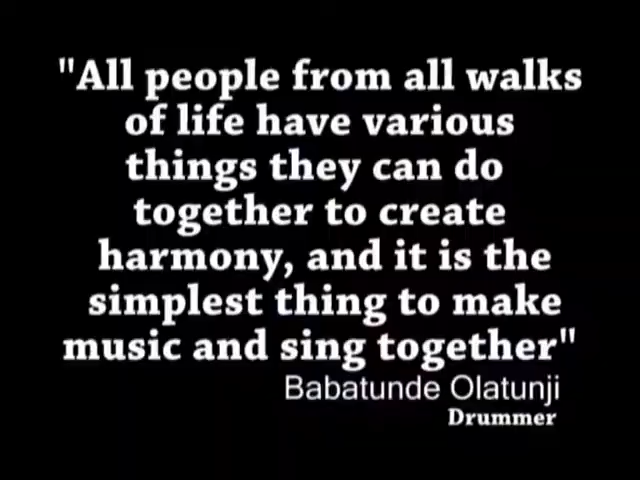 "All people from all walks
of life have various
things they can do
together to create
harmony, and it is the
simplest thing to make
music and sing together"
Babatunde Olatunji
Drummer